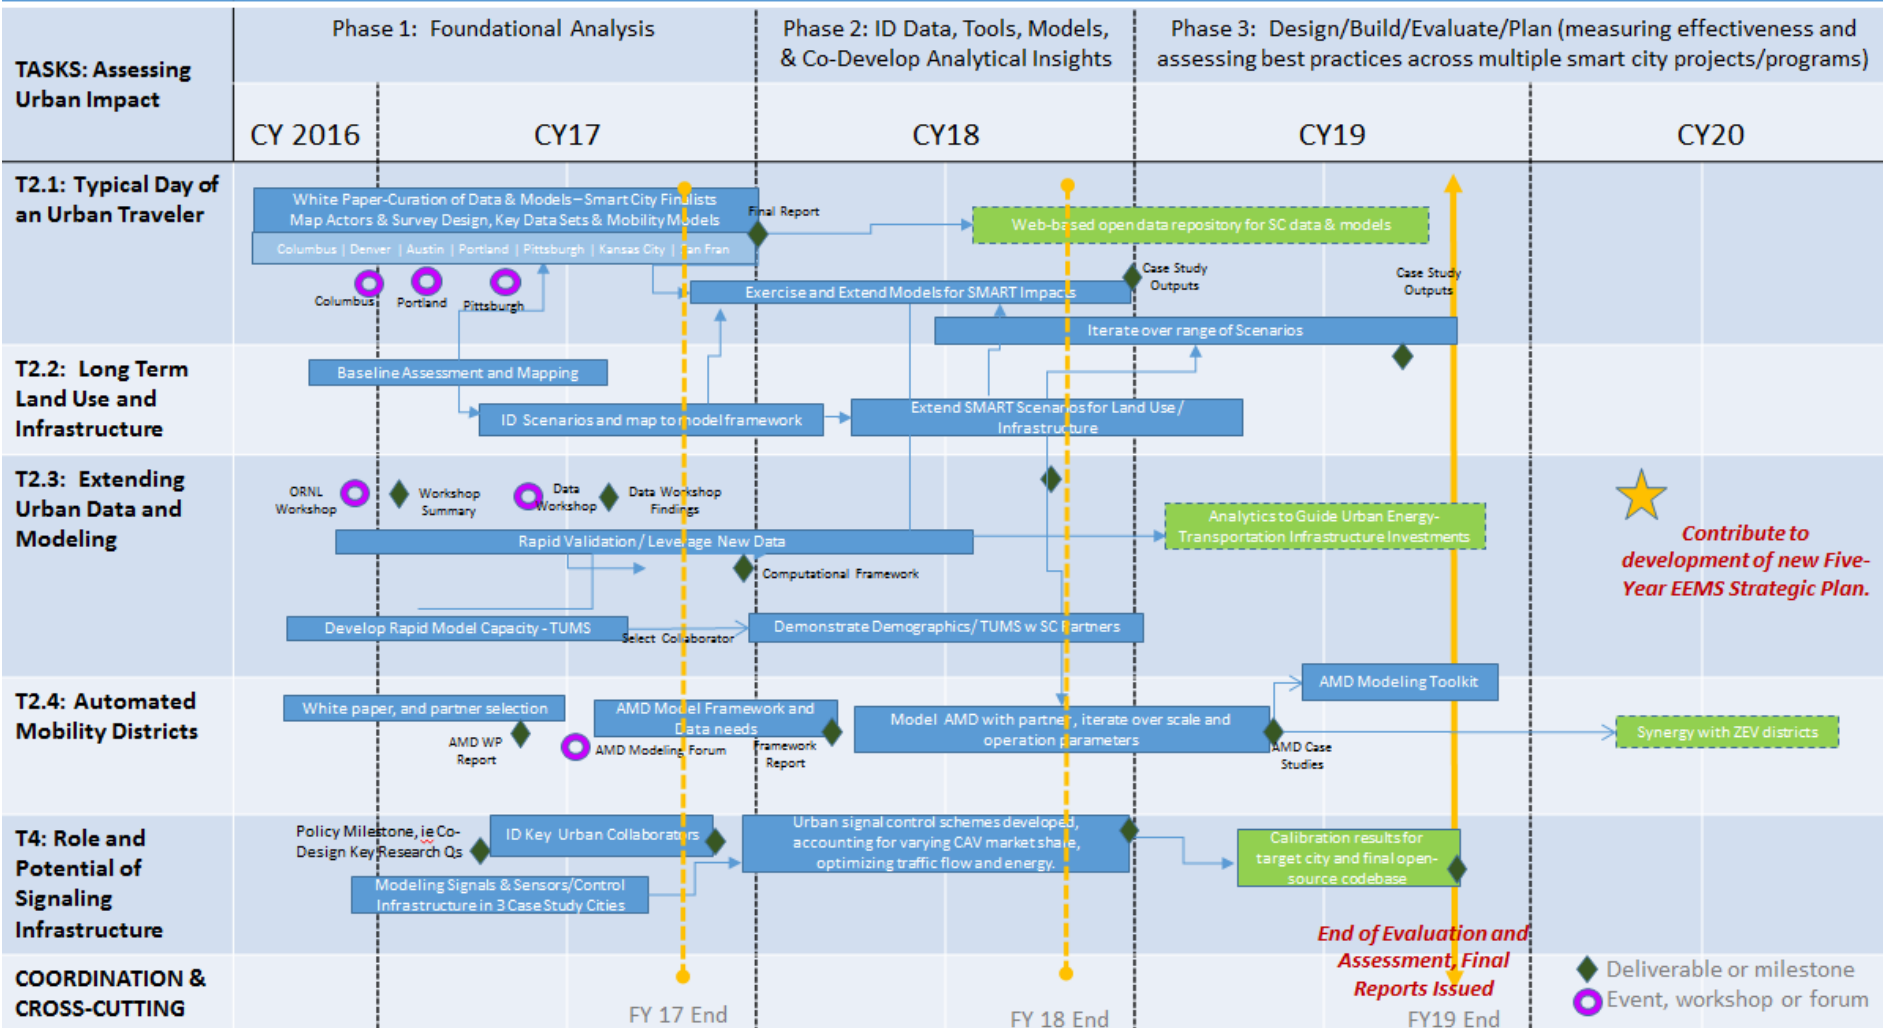 Phase 1: Foundational Analysis
Phase 2: ID Data, Tools, Models,
& Co-Develop Analytical Insights
Phase 3: Design/Build/Evaluate/Plan (measuring effectiveness and
assessing best practices across multiple smart city projects/programs)
TASKS: Assessing
Urban Impact
CY 2016
CY17
CY18
CY19
CY20
T2.1: Typical Day of
an Urban Traveler
White Paper-Curation of Data & Models – Smart City Finalists
Map Actors & Survey Design, Key Data Sets & Mobility Models
Columbus | Denver | Austin | Portland | Pittsburgh | Kansas City | San Fran
Final Report
Web-based open data repository for SC data & models
Columbus
Portland
Pittsburgh
Exercise and Extend Models for SMART Impacts
Case Study
Outputs
Case Study
Outputs
Iterate over range of Scenarios
T2.2: Long Term
Land Use and
Infrastructure
Baseline Assessment and Mapping
ID Scenarios and map to model framework
Extend SMART Scenarios for Land Use /
Infrastructure
T2.3: Extending
Urban Data and
Modeling
ORNL
Workshop
Workshop
Summary
Data
Workshop
Data Workshop
Findings
Rapid Validation / Leverage New Data
Computational Framework
Analytics to Guide Urban Energy-
Transportation Infrastructure Investments
Contribute to
development of new Five-
Year EEMS Strategic Plan.
Develop Rapid Model Capacity - TUMS
Select Collaborator
Demonstrate Demographics/ TUMS w SC Partners
T2.4: Automated
Mobility Districts
White paper, and partner selection
AMD WP
Report
AMD Model Framework and
Data needs
AMD Modeling Forum
Framework
Report
Model AMD with partner, iterate over scale and
operation parameters
AMD Modeling Toolkit
AMD Case
Studies
Synergy with ZEV districts
T4: Role and
Potential of
Signaling
Infrastructure
Policy Milestone, ie Co-
Design Key Research Qs
ID Key Urban Collaborators
Modeling Signals & Sensors/Control
Infrastructure in 3 Case Study Cities
Urban signal control schemes developed,
accounting for varying CAV market share,
optimizing traffic flow and energy.
Calibration results for
target city and final open-
source codebase
End of Evaluation and
Assessment, Final
Reports Issued
COORDINATION &
CROSS-CUTTING
FY 17 End
FY 18 End
FY19 End
Deliverable or milestone
Event, workshop or forum